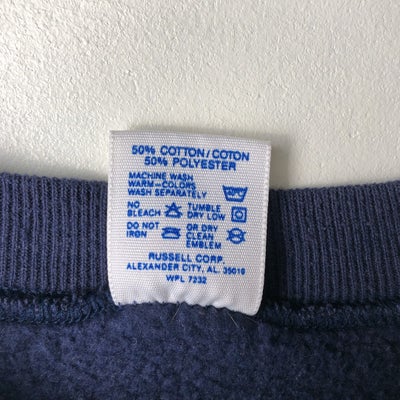 50% COTTON/COTON
50% POLYESTER
MACHINE WASH
WARM-COLORS
WASH SEPARATELY
NO BLEACH
TUMBLE DRY LOW
DO NOT IRON
OR DRY CLEAN EMBLEM
RUSSELL CORP.
ALEXANDER CITY, AL. 35010
WPL 7232